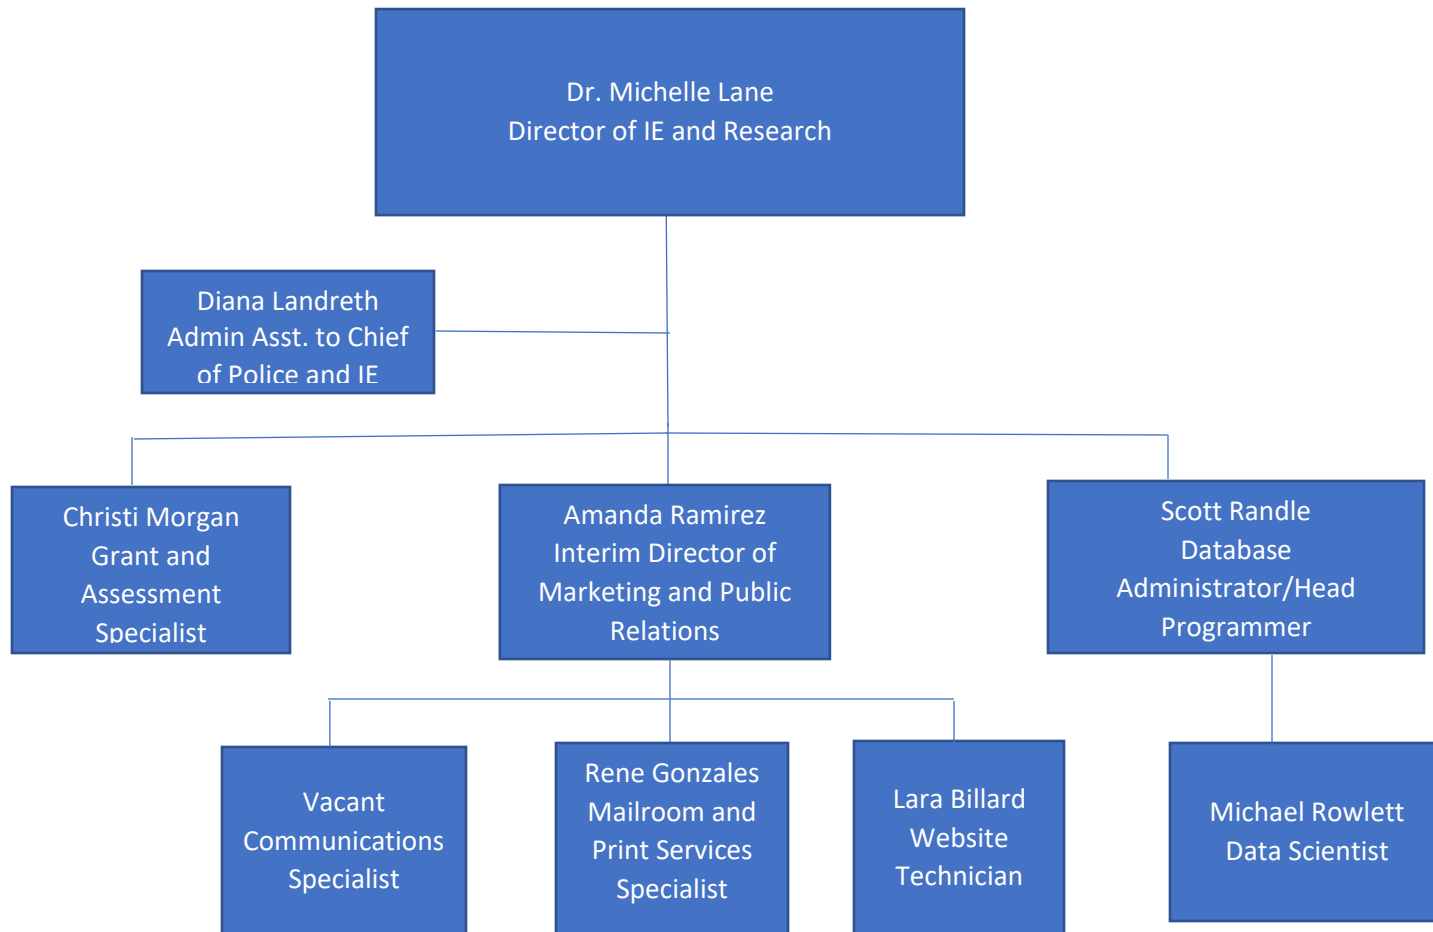 Dr. Michelle Lane
Director of IE and Research
Diana Landreth
Admin Asst. to Chief
of Police and IE
Christi Morgan
Grant and
Assessment
Specialist
Amanda Ramirez
Interim Director of
Marketing and Public
Relations
Scott Randle
Database
Administrator/Head
Programmer
Vacant
Communications
Specialist
Rene Gonzales
Mailroom and
Print Services
Specialist
Lara Billard
Website
Technician
Michael Rowlett
Data Scientist